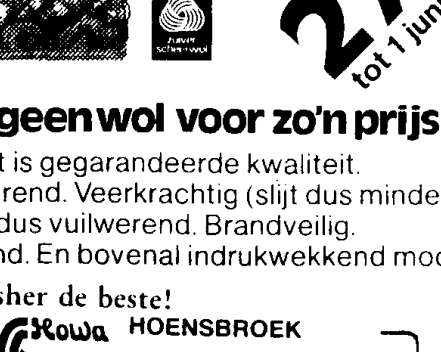 zuiver
scheerwol
tot 1 juni
geen wol voor zo'n prijs
t is gegarandeerde kwaliteit.
rend. Veerkrachtig (slijt dus minde
dus vuilwerend. Brandveilig.
nd. En bovenal indrukwekkend moo
sher de beste!
Howa HOENSBROEK